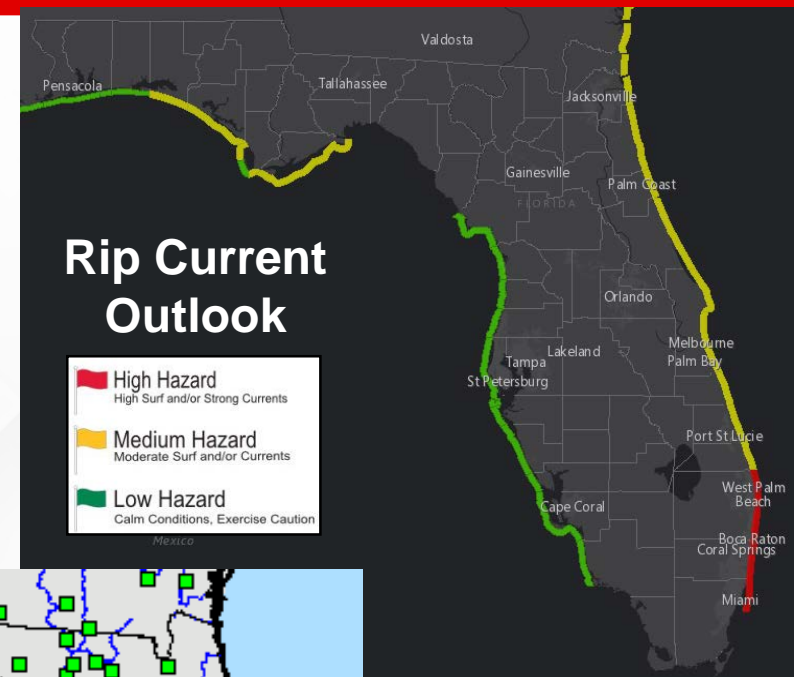 Valdosta
Pensacola
Tallahassee
Jacksonville
Gainesville
Palm Coast
FLORIDA
Rip Current
Outlook
Orlando
Melbourne
Palm Bay
Lakeland
Tampa
St Petersburg
High Hazard
High Surf and/or Strong Currents
Medium Hazard
Moderate Surf and/or Currents
Low Hazard
Calm Conditions, Exercise Caution
Port St Lucie
West Palm
Beach
Cape Coral
Boca Raton
Coral Springs
Mexico
Miami